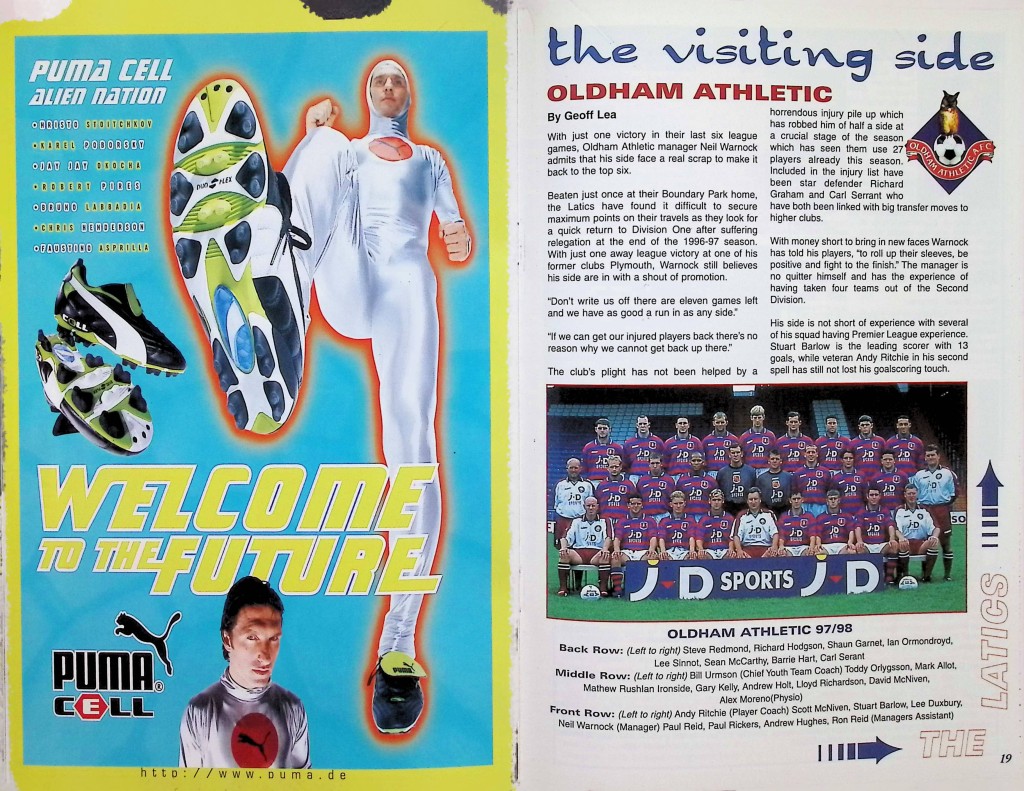 PUMA CELL
ALIEN NATION
•HRISTO STOITCHKOV
•KAREL POBORSKY
•JAY JAY OKOCHA
•ROBERT PIRES
•BRUNO LABBADIA
•CHRIS HENDERSON
•FAUSTINO ASPRILLA
DUO FLEX
CELL
WELCOME
TO THE FUTURE
PUMA®
CELL
http://www.puma.de
the visiting side
OLDHAM ATHLETIC
By Geoff Lea
With just one victory in their last six league
games, Oldham Athletic manager Neil Warnock
admits that his side face a real scrap to make it
back to the top six.
Beaten just once at their Boundary Park home,
the Latics have found it difficult to secure
maximum points on their travels as they look for
a quick return to Division One after suffering
relegation at the end of the 1996-97 season.
With just one away league victory at one of his
former clubs Plymouth, Warnock still believes
his side are in with a shout of promotion.
“Don't write us off there are eleven games left
and we have as good a run in as any side.”
“If we can get our injured players back there's no
reason why we cannot get back up there.”
The club's plight has not been helped by a
horrendous injury pile up which
has robbed him of half a side at
a crucial stage of the season
which has seen them use 27
players already this season.
Included in the injury list have
been star defender Richard
Graham and Carl Serrant who
have both been linked with big transfer moves to
higher clubs.
With money short to bring in new faces Warnock
has told his players, “to roll up their sleeves, be
positive and fight to the finish.” The manager is
no quitter himself and has the experience of
having taken four teams out of the Second
Division.
His side is not short of experience with several
of his squad having Premier League experience.
Stuart Barlow is the leading scorer with 13
goals, while veteran Andy Ritchie in his second
spell has still not lost his goalscoring touch.
OLDHAM ATHLETIC A.F.C
J-D SPORTS J-D
OLDHAM ATHLETIC 97/98
Back Row: (Left to right) Steve Redmond, Richard Hodgson, Shaun Garnet, Ian Ormondroyd,
Lee Sinnot, Sean McCarthy, Barrie Hart, Carl Serant
Middle Row: (Left to right) Bill Urmson (Chief Youth Team Coach) Toddy Orlygsson, Mark Allot,
Mathew Rushlan Ironside, Gary Kelly, Andrew Holt, Lloyd Richardson, David McNiven,
Alex Moreno(Physio)
Front Row: (Left to right) Andy Ritchie (Player Coach) Scott McNiven, Stuart Barlow, Lee Duxbury,
Neil Warnock (Manager) Paul Reid, Paul Rickers, Andrew Hughes, Ron Reid (Managers Assistant)
THE
LATICS
19